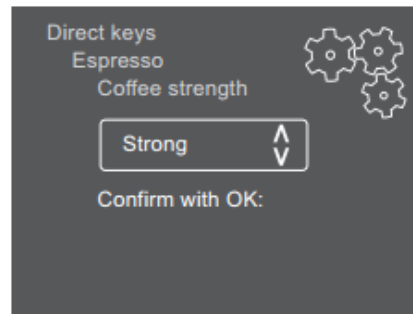 Direct keys
Espresso
Coffee strength
Strong
Confirm with OK: